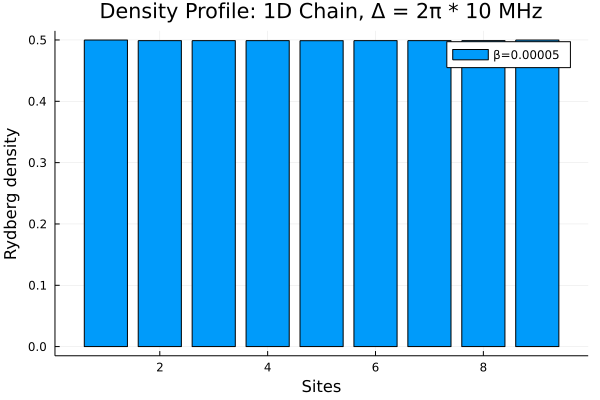 Density Profile: 1D Chain, Δ = 2π * 10 MHz
0.5
β=0.00005
0.4
0.3
Rydberg density
0.2
0.1
0.0
2 4 6 8
Sites